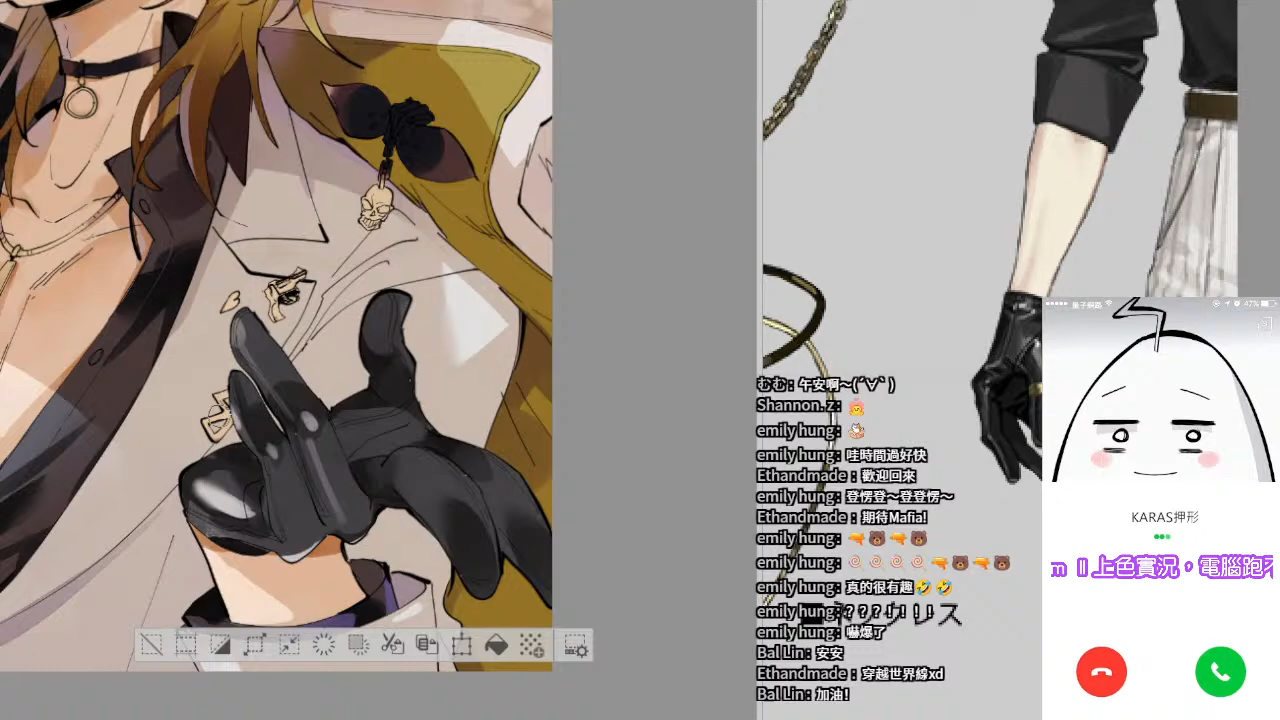 むむ: 午安啊～(´∀`)
Shannon.z:
emily hung:
emily hung: 哇時間過好快
Ethandmade : 歡迎回來
emily hung: 登愣登～登登愣～
Ethandmade : 期待Mafia!
emily hung:
emily hung:
emily hung: 真的很有趣🤣🤣
emily hung: ? ? ? ! ! !
emily hung: 嚇爆了
Bal Lin : 安安
Ethandmade : 穿越世界線xd
Bal Lin : 加油!
47%
KARAS押形
上色實況，電腦跑不